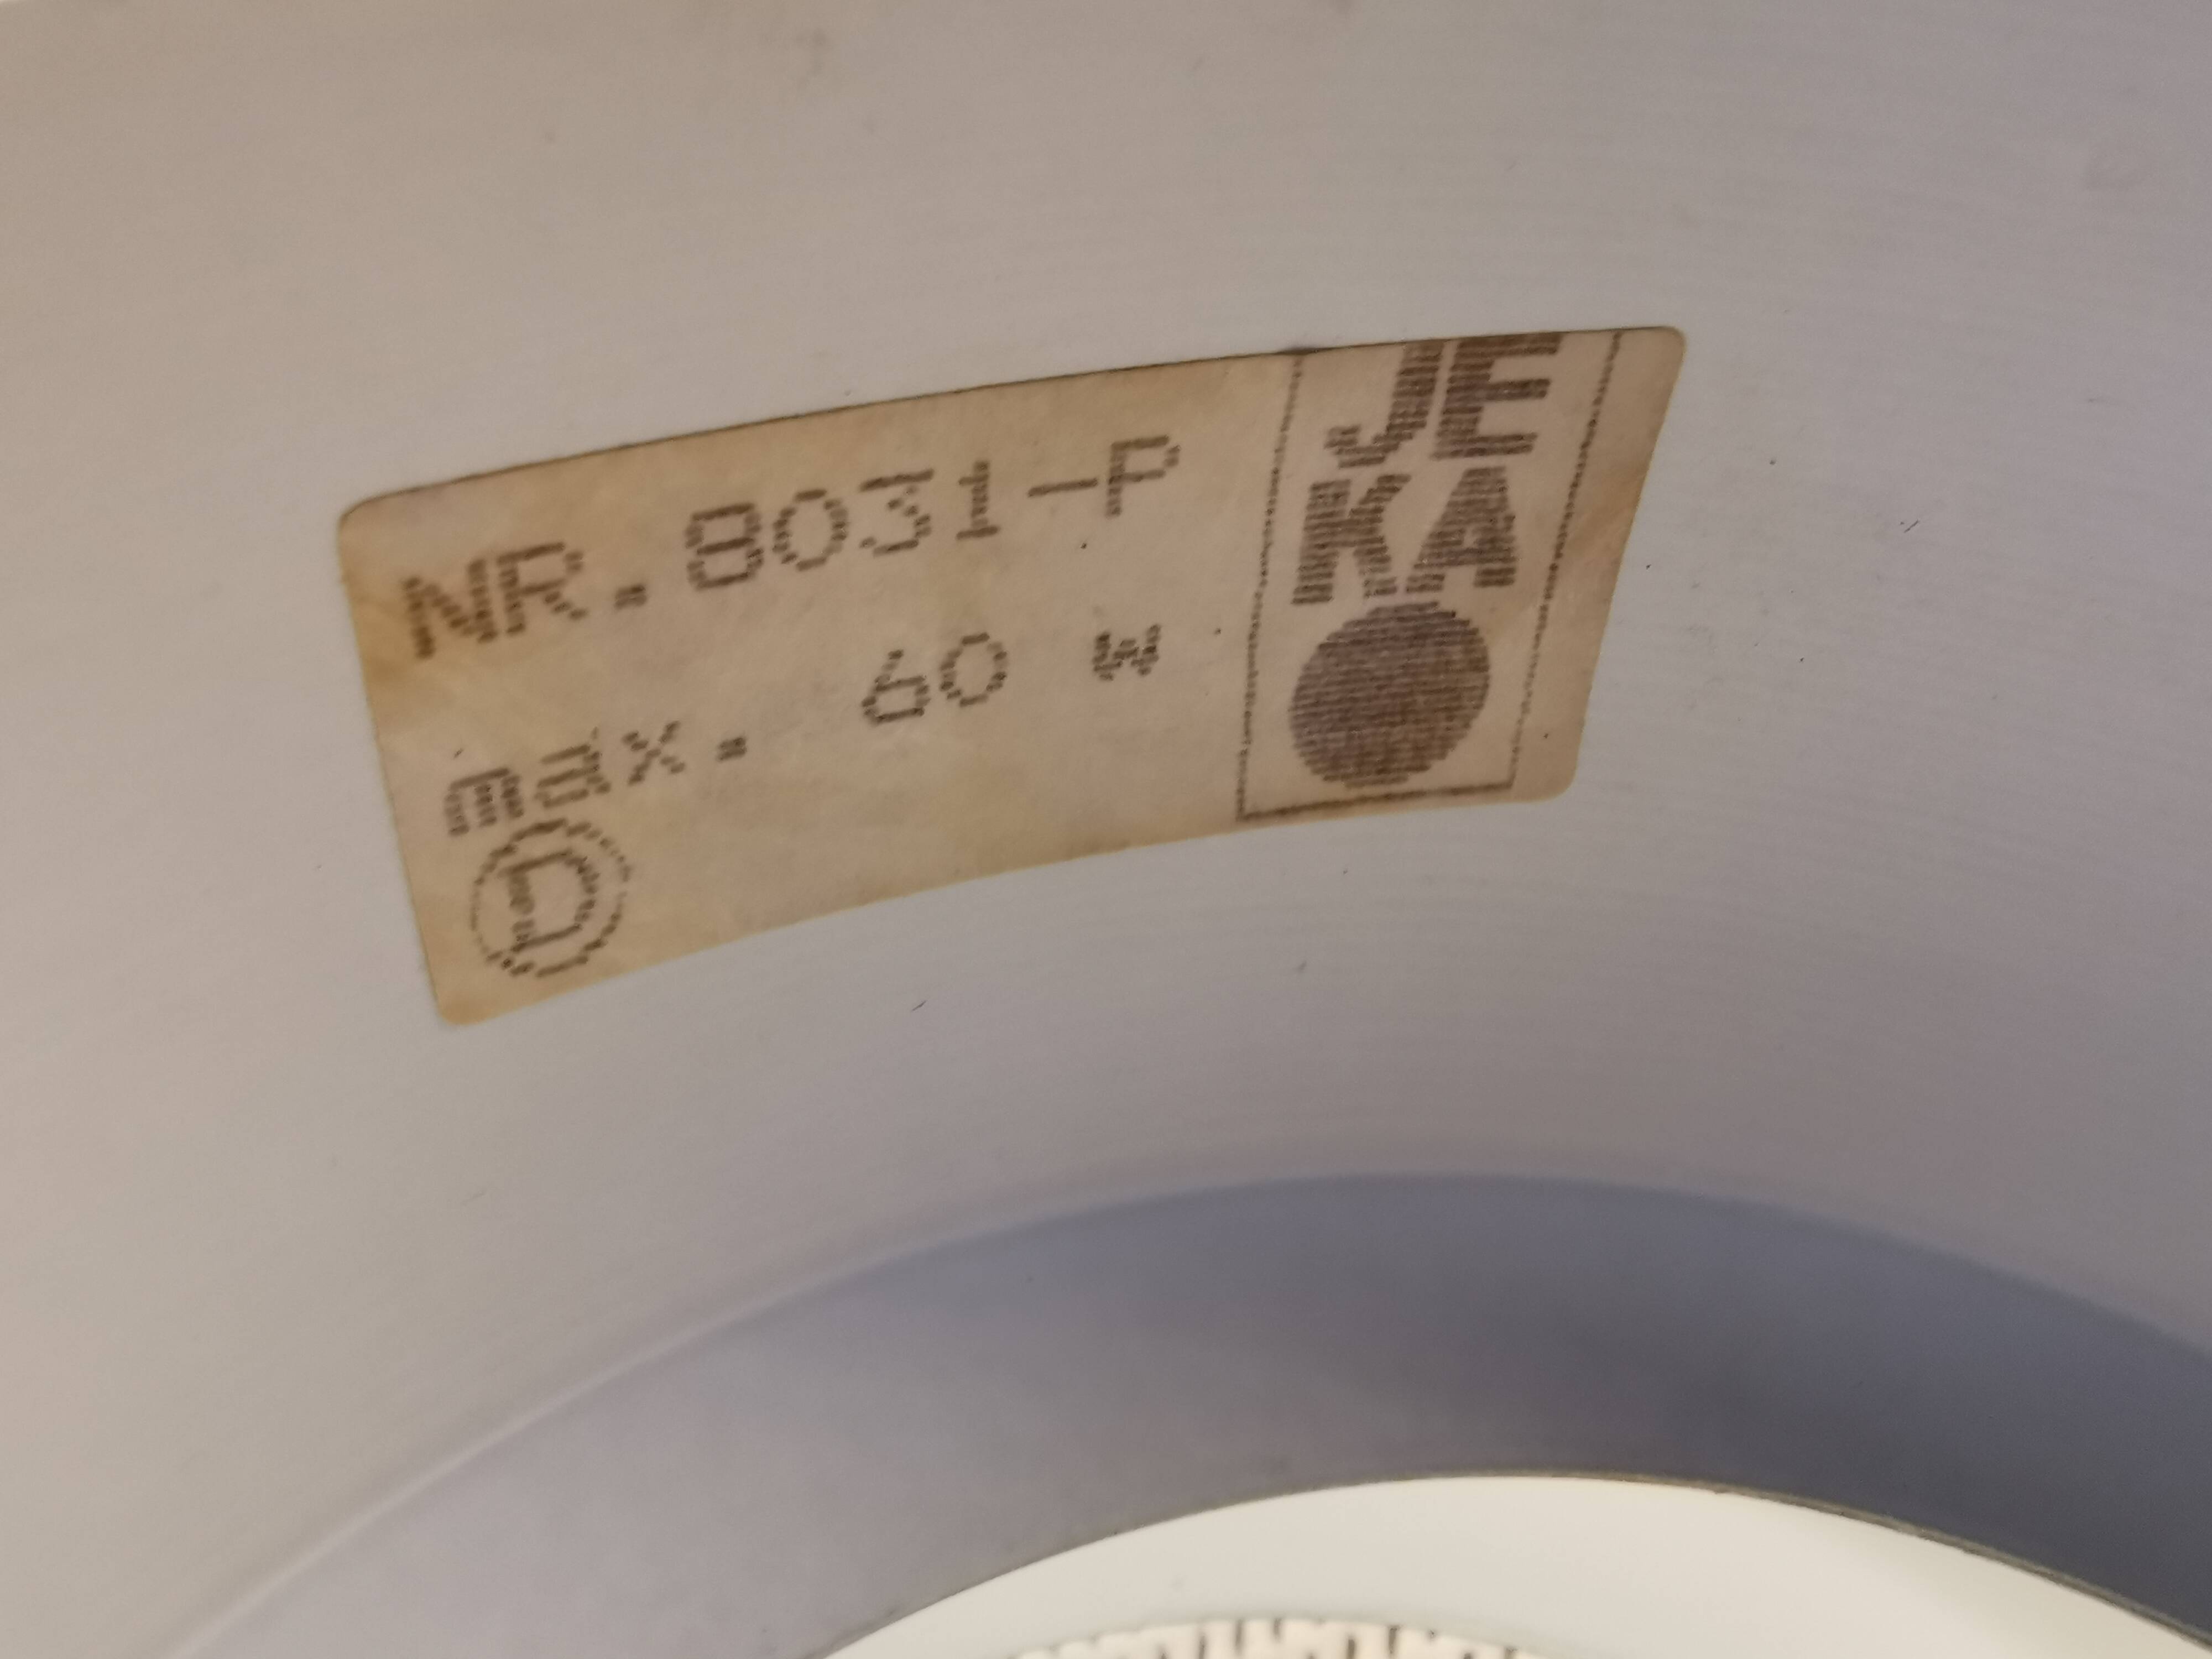 NR. 8031-P
max. 60 W
D
JE
KA